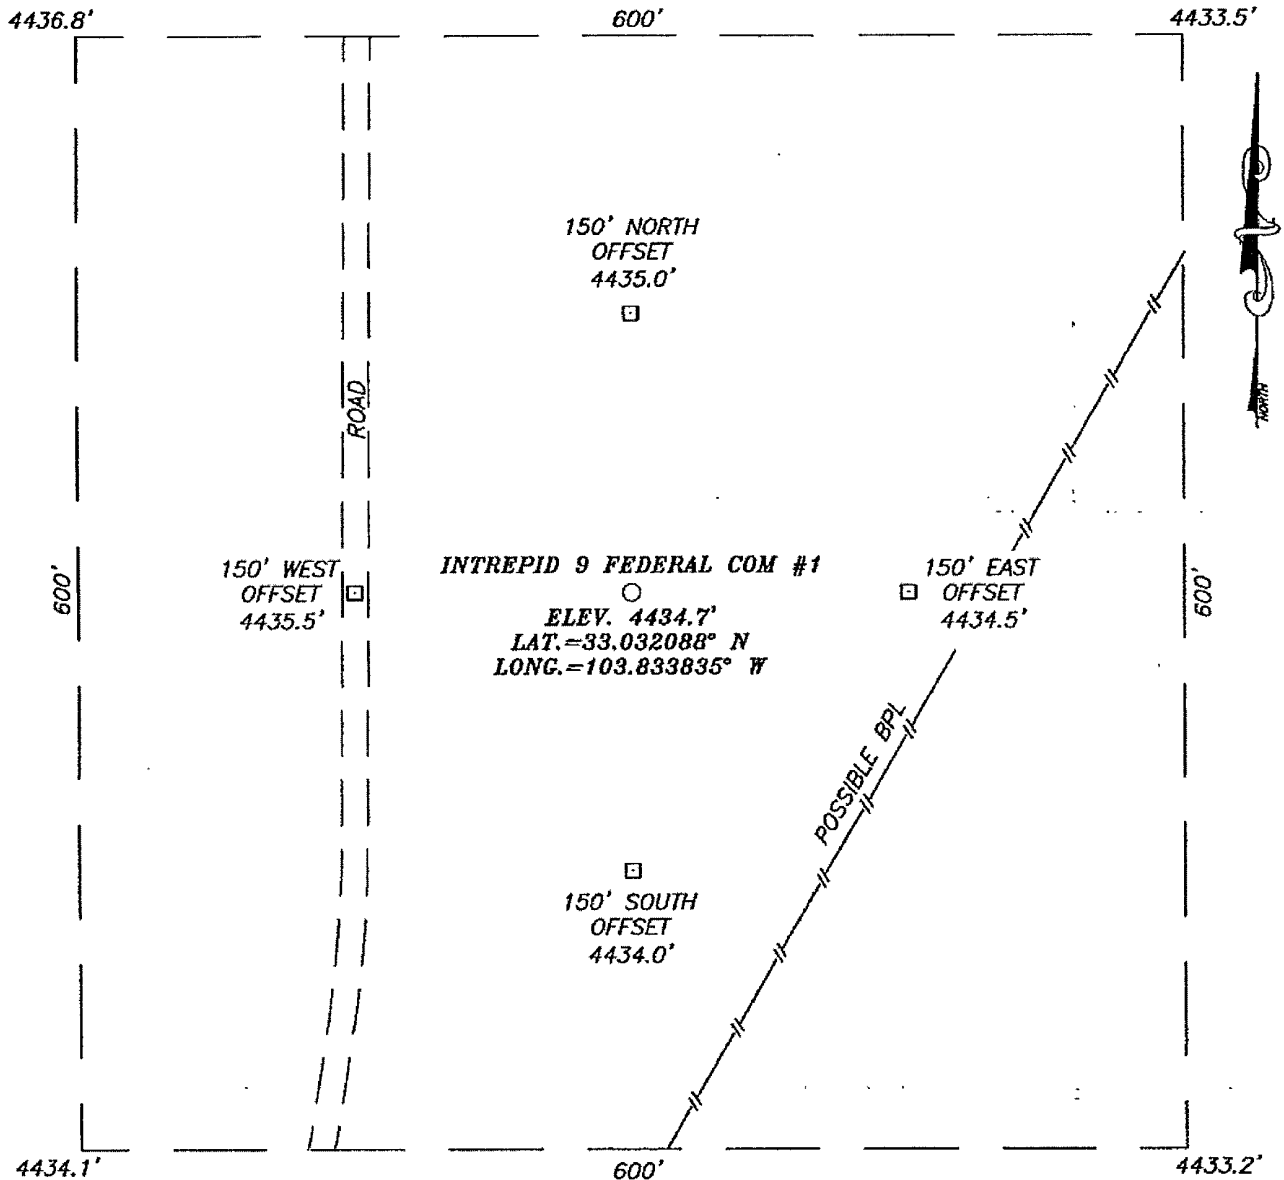 4436.8'
600'
4433.5'
NORTH
150' NORTH
OFFSET
4435.0'
ROAD
600'
150' WEST
OFFSET
4435.5'
INTREPID 9 FEDERAL COM #1
ELEV. 4434.7'
LAT.=33.032088° N
LONG.=103.833835° W
150' EAST
OFFSET
4434.5'
600'
POSSIBLE BPL
150' SOUTH
OFFSET
4434.0'
4434.1'
600'
4433.2'